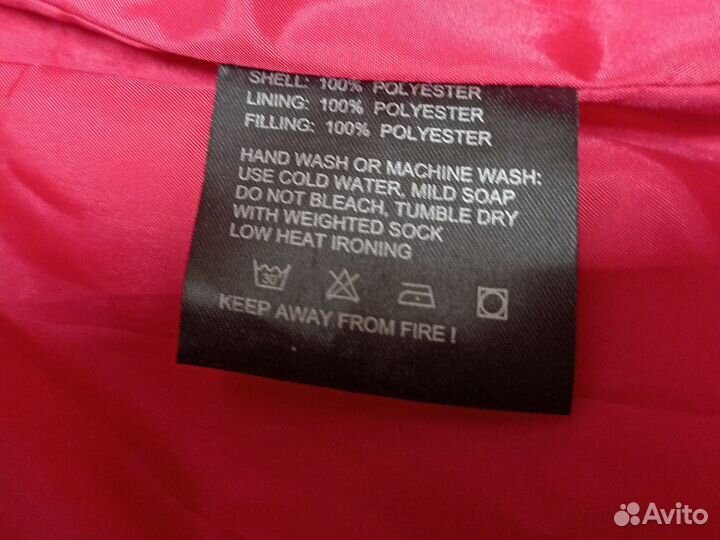 SHELL: 100% POLYESTER
LINING: 100% POLYESTER
FILLING: 100% POLYESTER
HAND WASH OR MACHINE WASH:
USE COLD WATER, MILD SOAP
DO NOT BLEACH, TUMBLE DRY
WITH WEIGHTED SOCK
LOW HEAT IRONING
30
KEEP AWAY FROM FIRE !
Avito